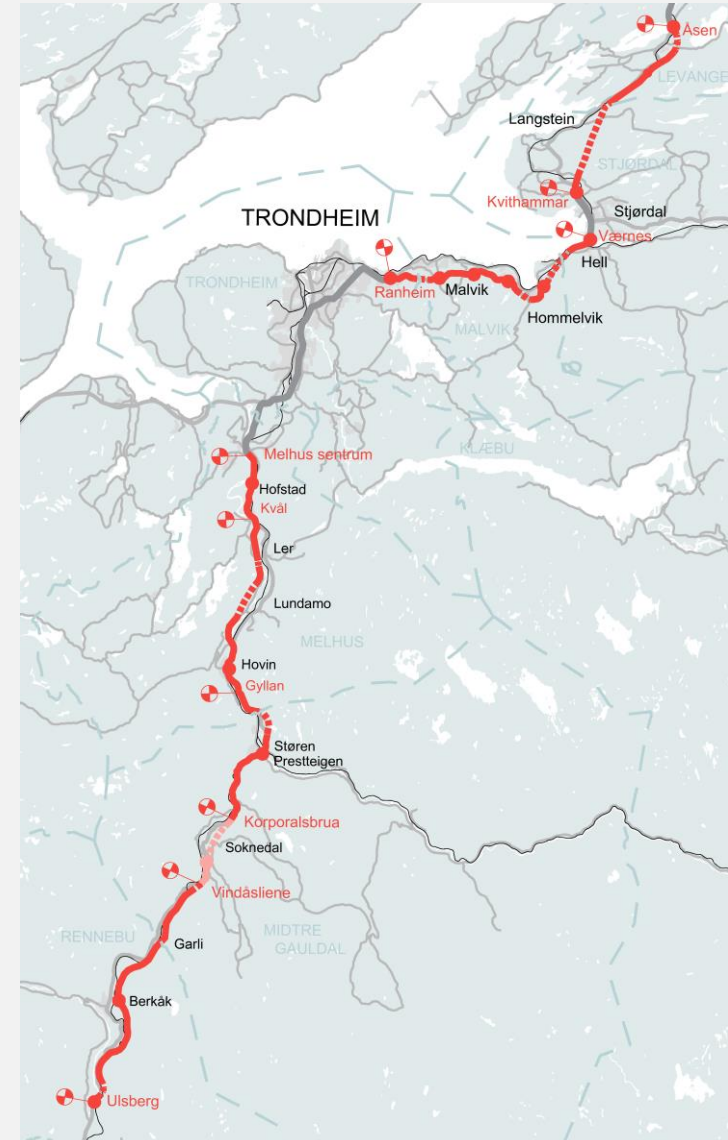 Åsen
LEVANGE
Langstein
STJØRDAL
Kvithammar
Stjørdal
TRONDHEIM
Værnes
Hell
TRONDHEIM
Ranheim
Malvik
Hommelvik
MALVIK
KLÆBU
Melhus sentrum
Hofstad
Kvål
Ler
Lundamo
MELHUS
Hovin
Gyllan
Støren
Prestteigen
Korporalsbrua
Soknedal
Vindåsliene
RENNEBU
MIDTRE
GAULDAL
Garli
Berkåk
Ulsberg